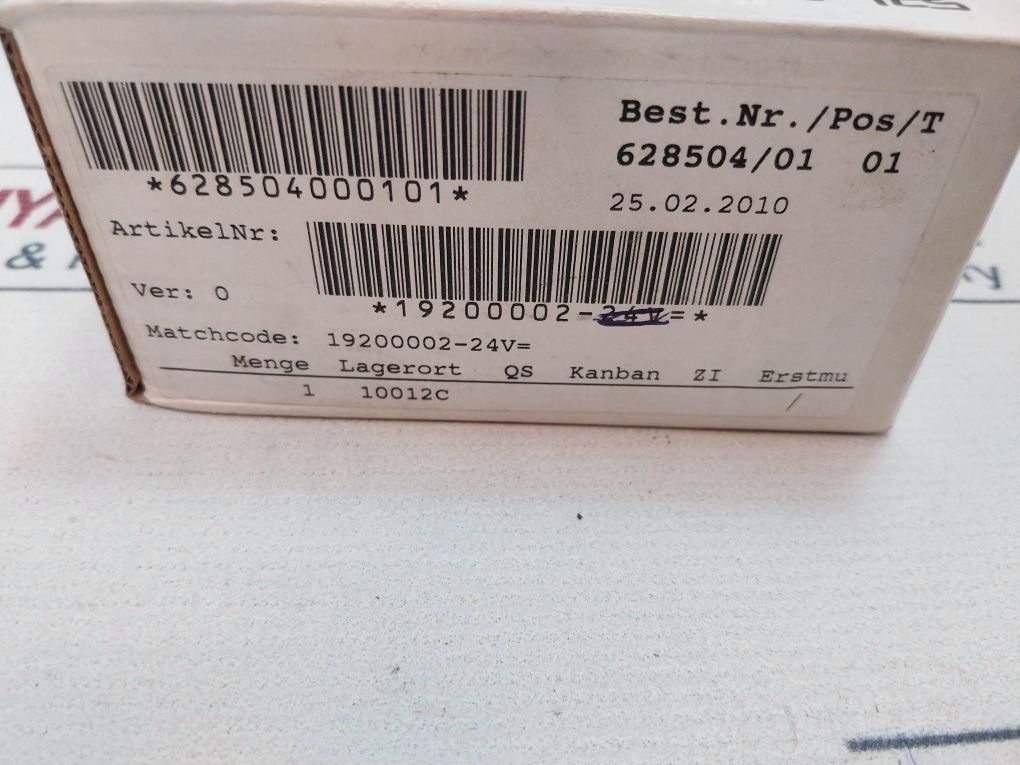 *628504000101*
Best.Nr./Pos/T
628504/01 01
25.02.2010
ArtikelNr:
*19200002-24V=*
Ver: 0
Matchcode: 19200002-24V=
Menge Lagerort QS Kanban ZI Erstmu
1 10012C /
&